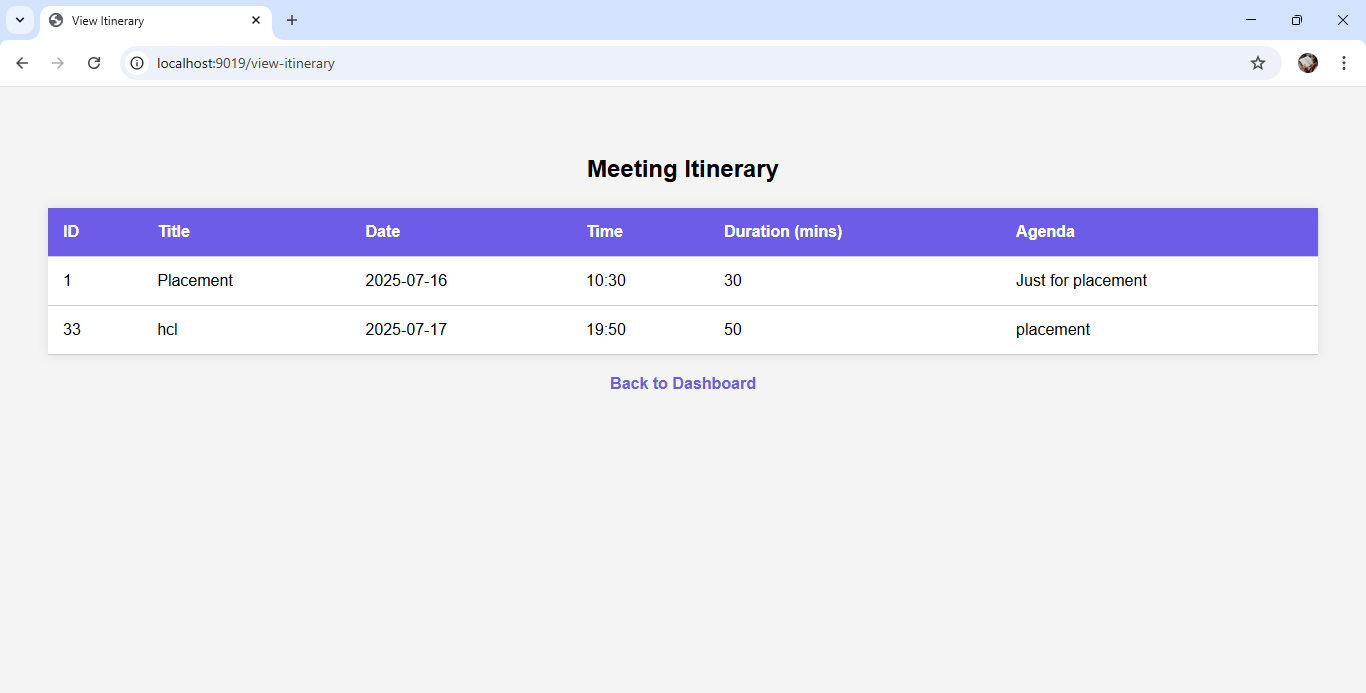 View Itinerary
localhost:9019/view-itinerary
Meeting Itinerary
ID Title Date Time Duration (mins) Agenda
1 Placement 2025-07-16 10:30 30 Just for placement
33 hcl 2025-07-17 19:50 50 placement
Back to Dashboard